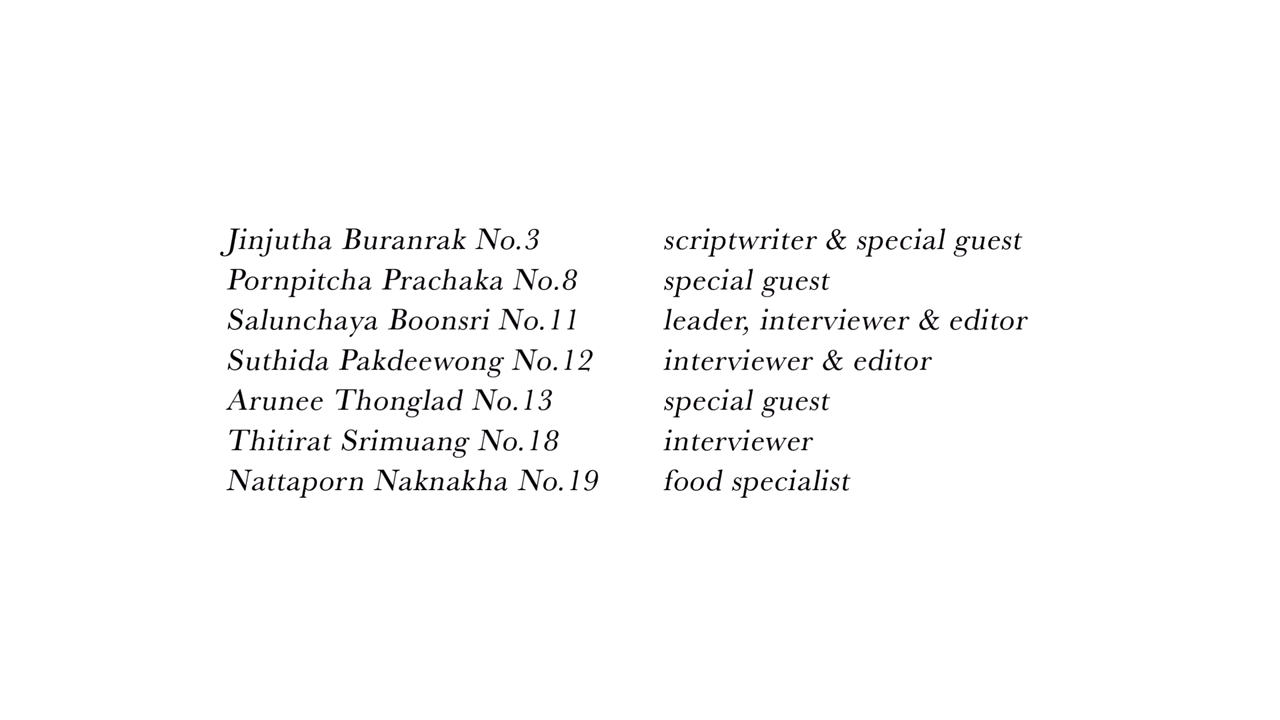 Jinjutha Buranrak No.3 scriptwriter & special guest
Pornpitcha Prachaka No.8 special guest
Salunchaya Boonsri No.11 leader, interviewer & editor
Suthida Pakdeewong No.12 interviewer & editor
Arunee Thonglad No.13 special guest
Thitirat Srimuang No.18 interviewer
Nattaporn Naknakha No.19 food specialist